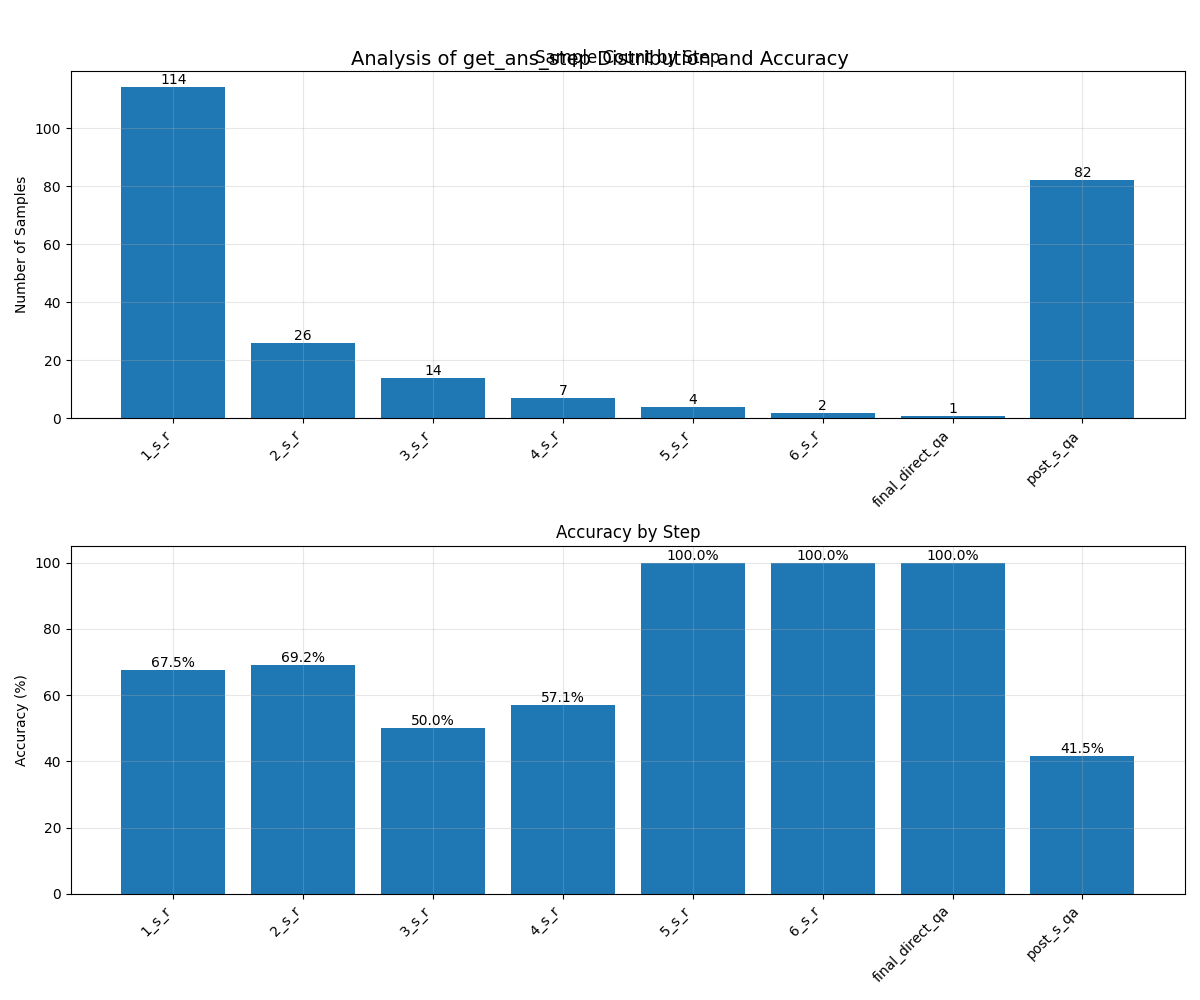 Analysis of get_ans_step Distribution and Accuracy
Sample Count by Step
Number of Samples
0
20
40
60
80
100
114
26
14
7
4
2
1
82
1_s_r
2_s_r
3_s_r
4_s_r
5_s_r
6_s_r
final_direct_qa
post_s_qa
Accuracy by Step
Accuracy (%)
0
20
40
60
80
100
67.5%
69.2%
50.0%
57.1%
100.0%
100.0%
100.0%
41.5%
1_s_r
2_s_r
3_s_r
4_s_r
5_s_r
6_s_r
final_direct_qa
post_s_qa